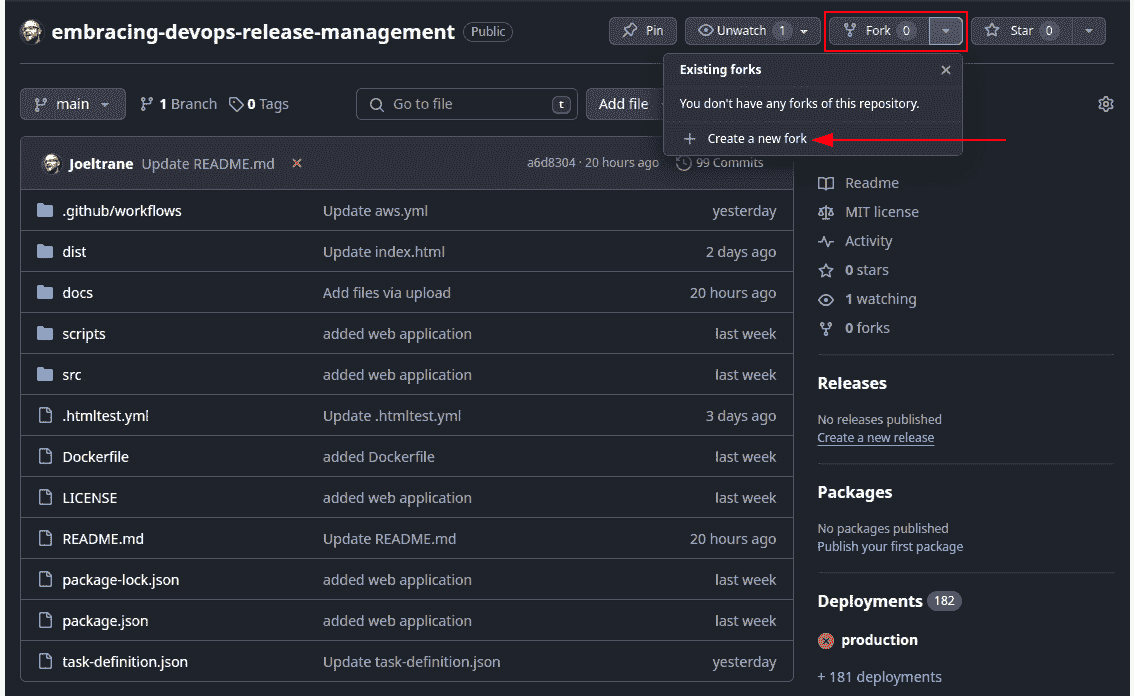 embracing-devops-release-management Public Pin Unwatch 1 Fork 0 Star 0
Existing forks
You don't have any forks of this repository.
Create a new fork
main 1 Branch 0 Tags Go to file t Add file
Joeltrane Update README.md a6d8304 · 20 hours ago 99 Commits
.github/workflows Update aws.yml yesterday
dist Update index.html 2 days ago
docs Add files via upload 20 hours ago
scripts added web application last week
src added web application last week
.htmltest.yml Update .htmltest.yml 3 days ago
Dockerfile added Dockerfile last week
LICENSE added web application last week
README.md Update README.md 20 hours ago
package-lock.json added web application last week
package.json added web application last week
task-definition.json Update task-definition.json yesterday
Readme
MIT license
Activity
0 stars
1 watching
0 forks
Releases
No releases published
Create a new release
Packages
No packages published
Publish your first package
Deployments 182
production
+ 181 deployments